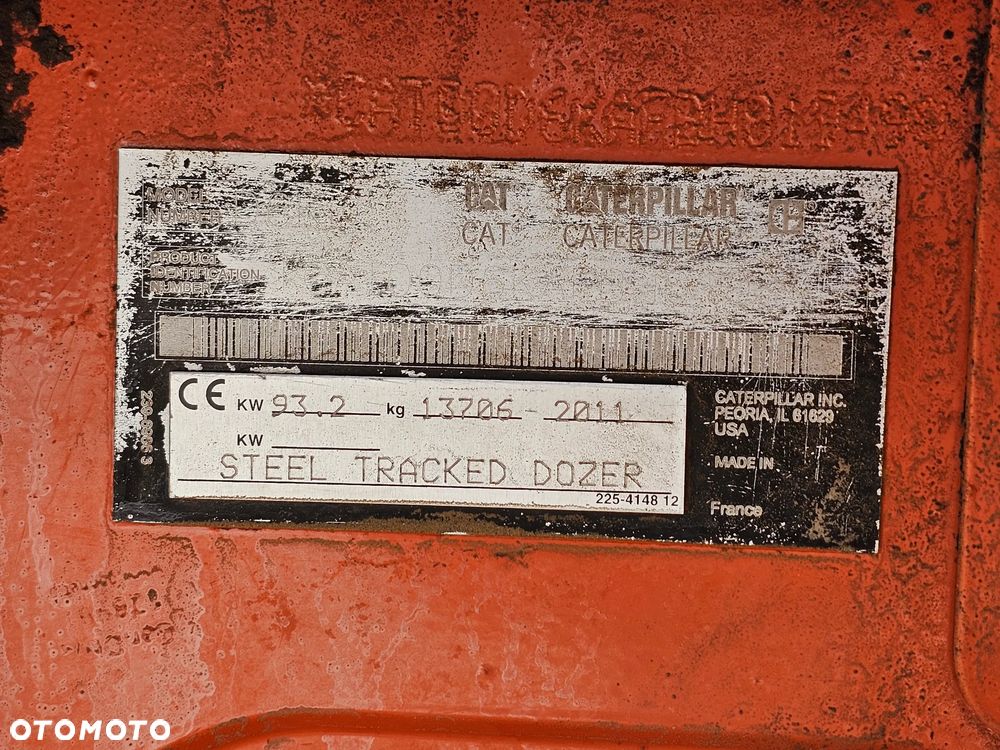 MODEL
NUMBER
CAT CATERPILLAR
CAT CATERPILLAR
PRODUCT
IDENTIFICATION
NUMBER
CE KW 93.2 kg 13706 2011
KW
STEEL TRACKED DOZER
225-4148 12
CATERPILLAR INC.
PEORIA, IL 61629
USA
MADE IN
France
OTOMOTO